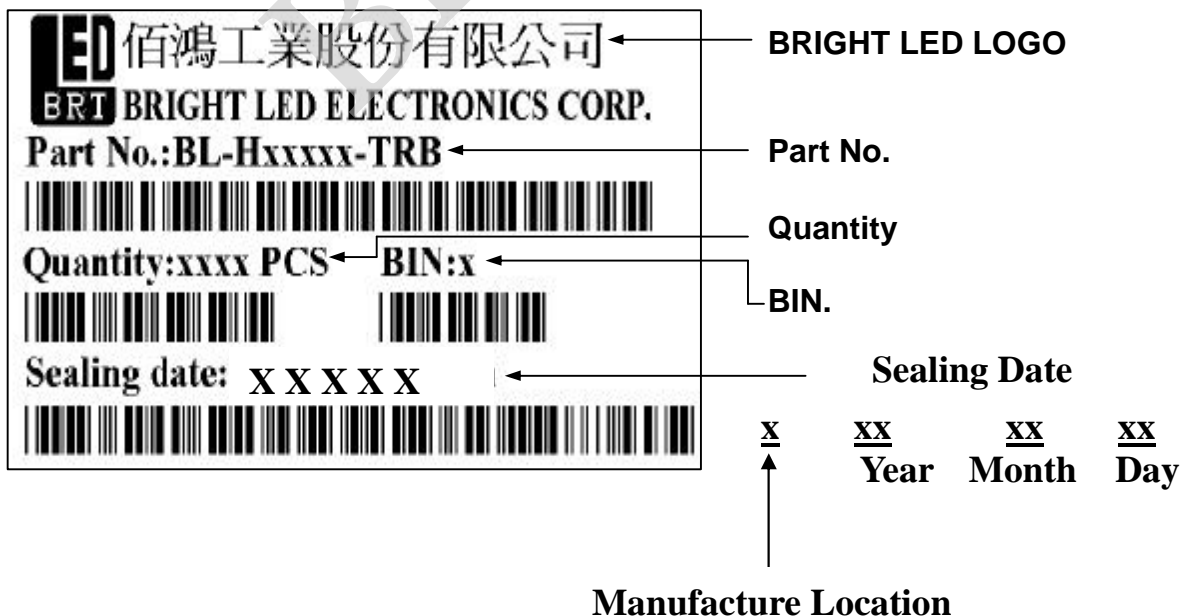 LED 佰鴻工業股份有限公司
BRIGHT LED LOGO
BRT BRIGHT LED ELECTRONICS CORP.
Part No.:BL-Hxxxxx-TRB
Part No.
Quantity
Quantity:xxxx PCS BIN:x
BIN.
Sealing date: X X X X X
Sealing Date
x xx xx xx
Year Month Day
Manufacture Location